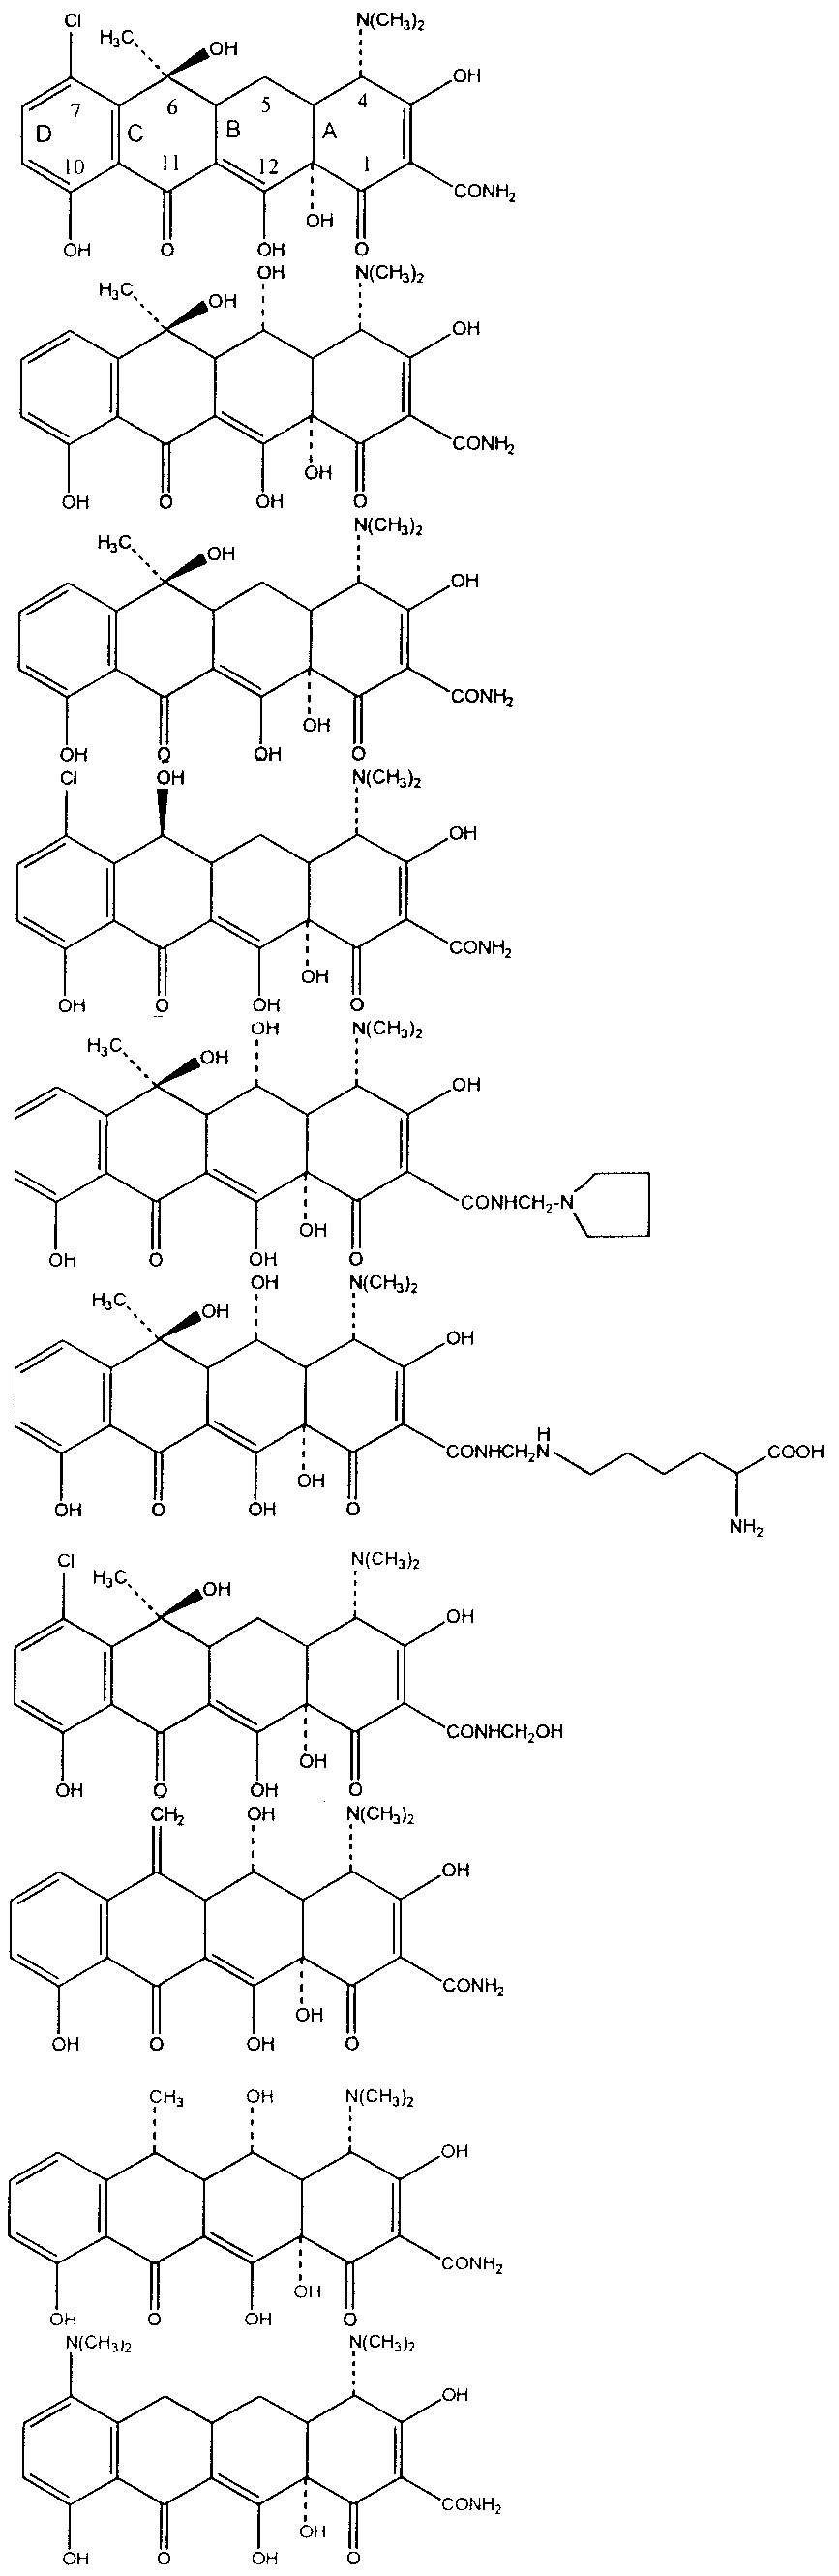 Cl N(CH3)2
H3C OH OH
7 6 5 4
D C B A
10 11 12 1
CONH2
OH
OH O OH O
OH N(CH3)2
H3C OH
OH
CONH2
OH
OH O OH O
N(CH3)2
H3C OH
OH
CONH2
OH
OH O OH O
Cl OH N(CH3)2
OH
CONH2
OH
OH O OH O
OH N(CH3)2
H3C OH
OH
CONHCH2-N
OH
OH O OH O
OH N(CH3)2
H3C OH
OH
H
CONHCH2N COOH
OH
OH O OH O NH2
Cl N(CH3)2
H3C OH
OH
CONHCH2OH
OH
OH O OH O
CH2 OH N(CH3)2
OH
CONH2
OH
OH O OH O
CH3 OH N(CH3)2
OH
CONH2
OH
OH O OH O
N(CH3)2 N(CH3)2
OH
CONH2
OH
OH O OH O